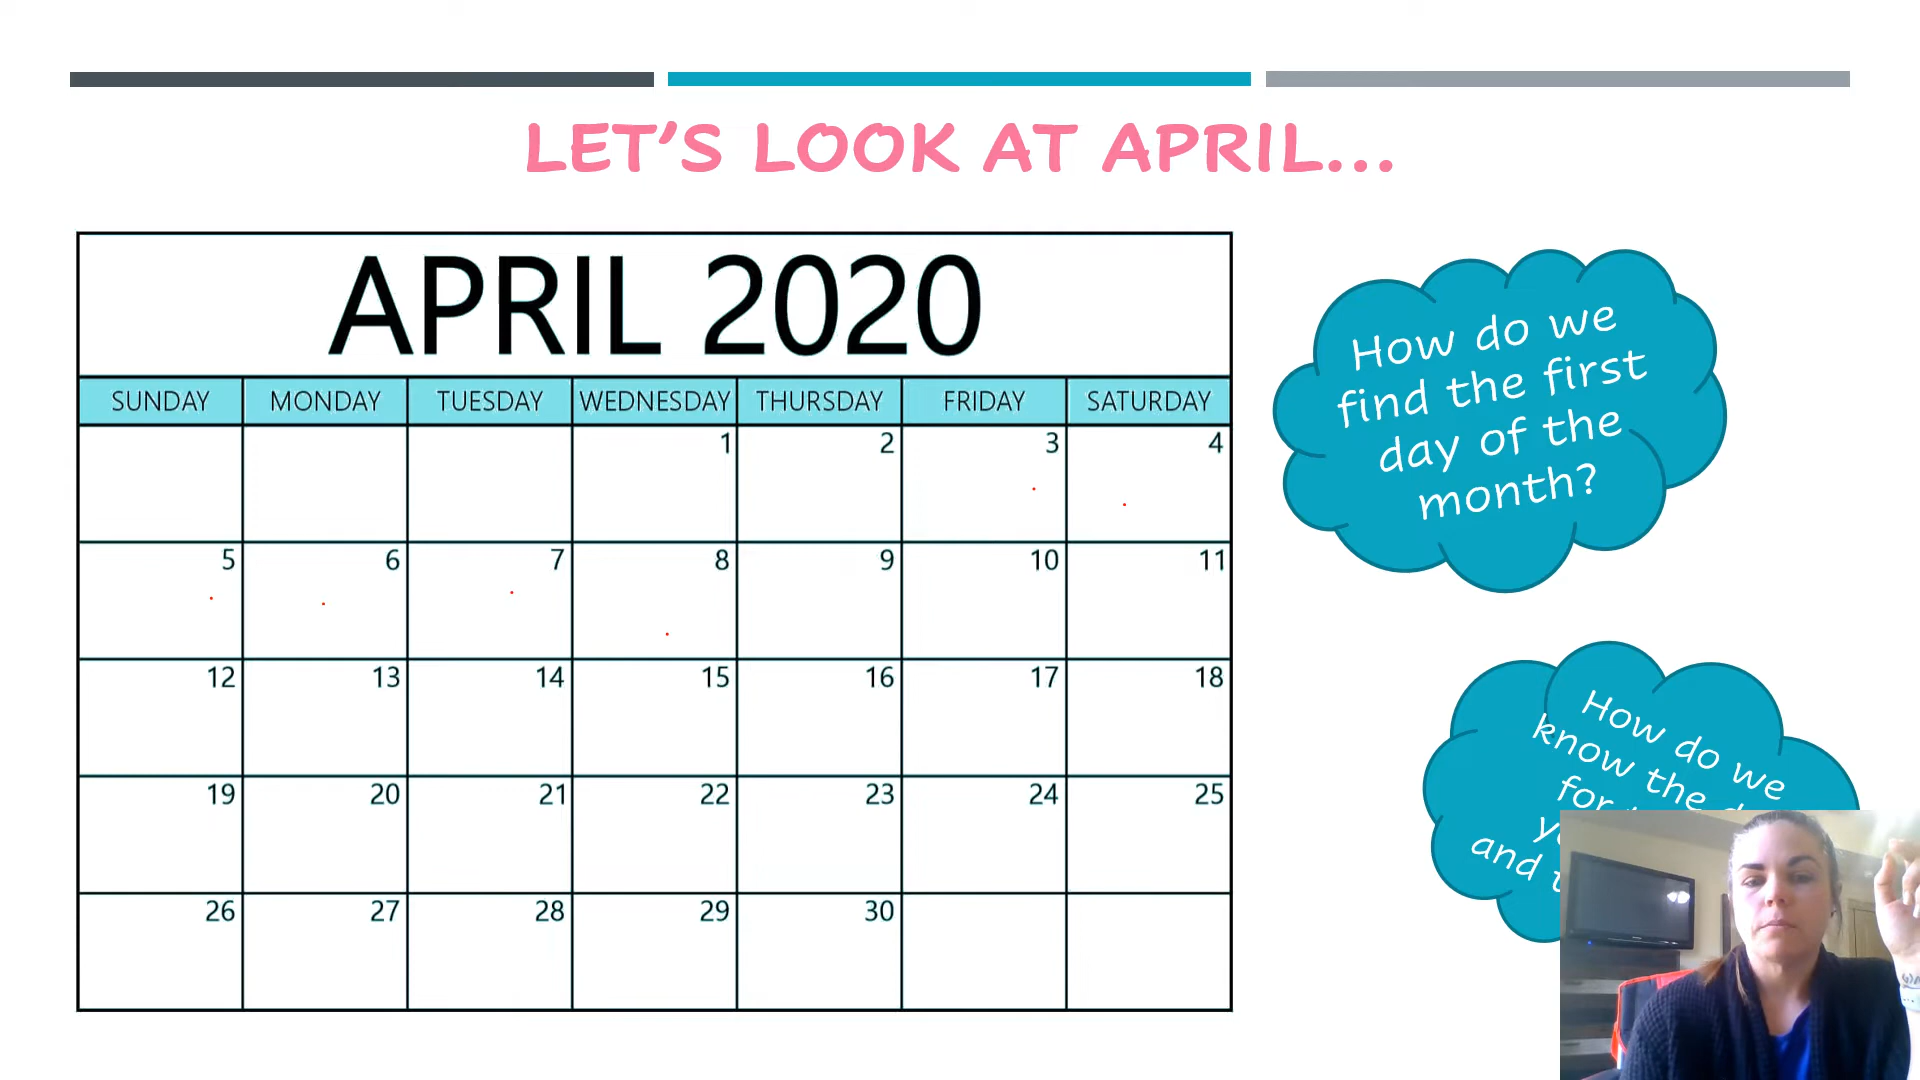 LET'S LOOK AT APRIL...
APRIL 2020
SUNDAY MONDAY TUESDAY WEDNESDAY THURSDAY FRIDAY SATURDAY
1 2 3 4
5 6 7 8 9 10 11
12 13 14 15 16 17 18
19 20 21 22 23 24 25
26 27 28 29 30
How do we
find the first
day of the
month?
How do we
know the
for
and